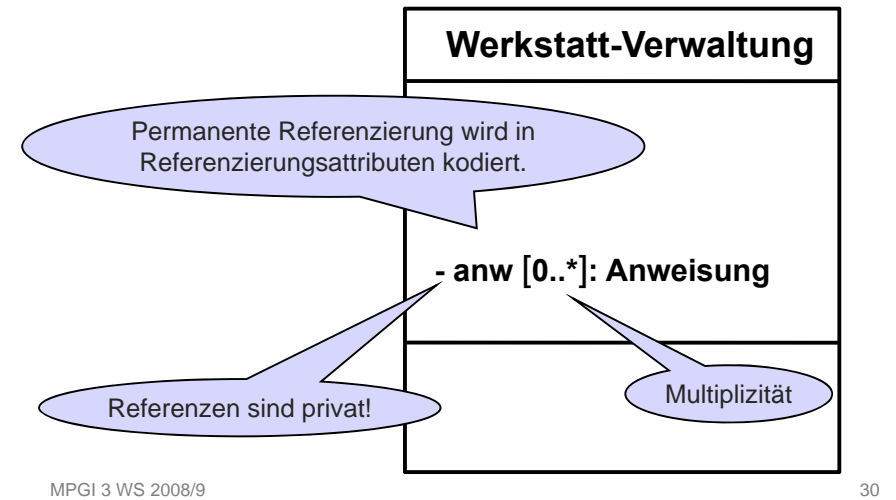 Werkstatt-Verwaltung
Permanente Referenzierung wird in
Referenzierungsattributen kodiert.
- anw [0..*]: Anweisung
Referenzen sind privat!
Multiplizität
MPGI 3 WS 2008/9
30